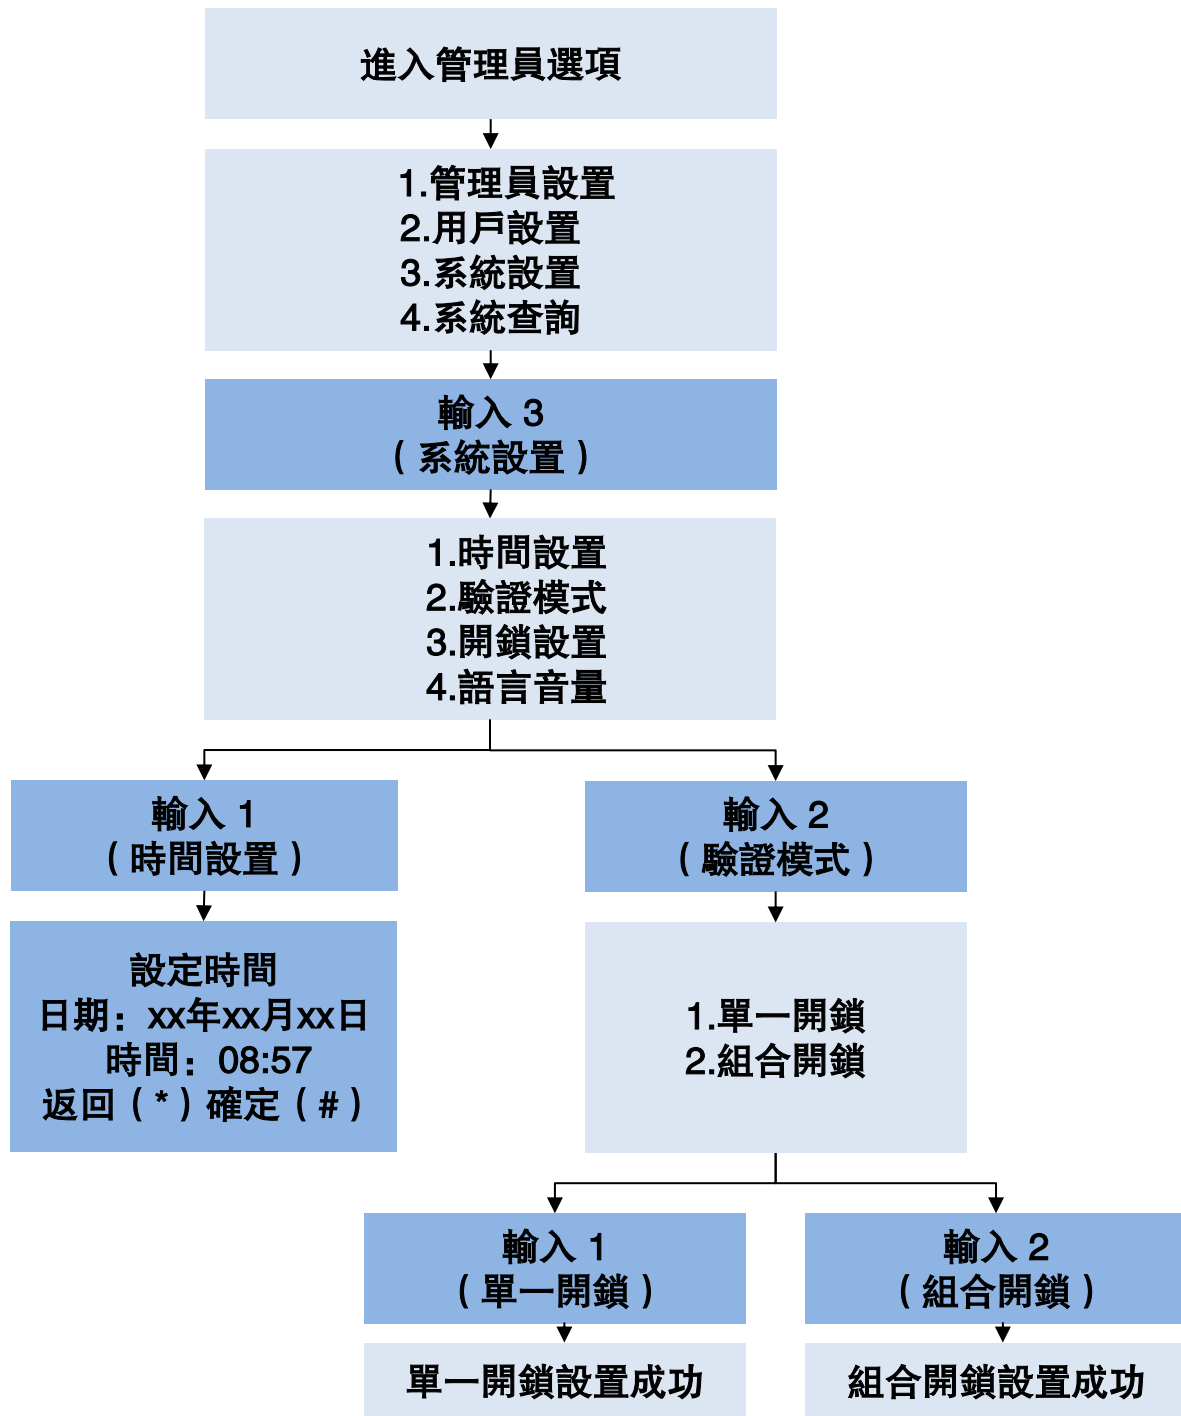 進入管理員選項
1.管理員設置
2.用戶設置
3.系統設置
4.系統查詢
輸入 3
（系統設置）
1.時間設置
2.驗證模式
3.開鎖設置
4.語言音量
輸入 1
（時間設置）
輸入 2
（驗證模式）
設定時間
日期：xx年xx月xx日
時間：08:57
返回（*）確定（#）
1.單一開鎖
2.組合開鎖
輸入 1
（單一開鎖）
輸入 2
（組合開鎖）
單一開鎖設置成功
組合開鎖設置成功